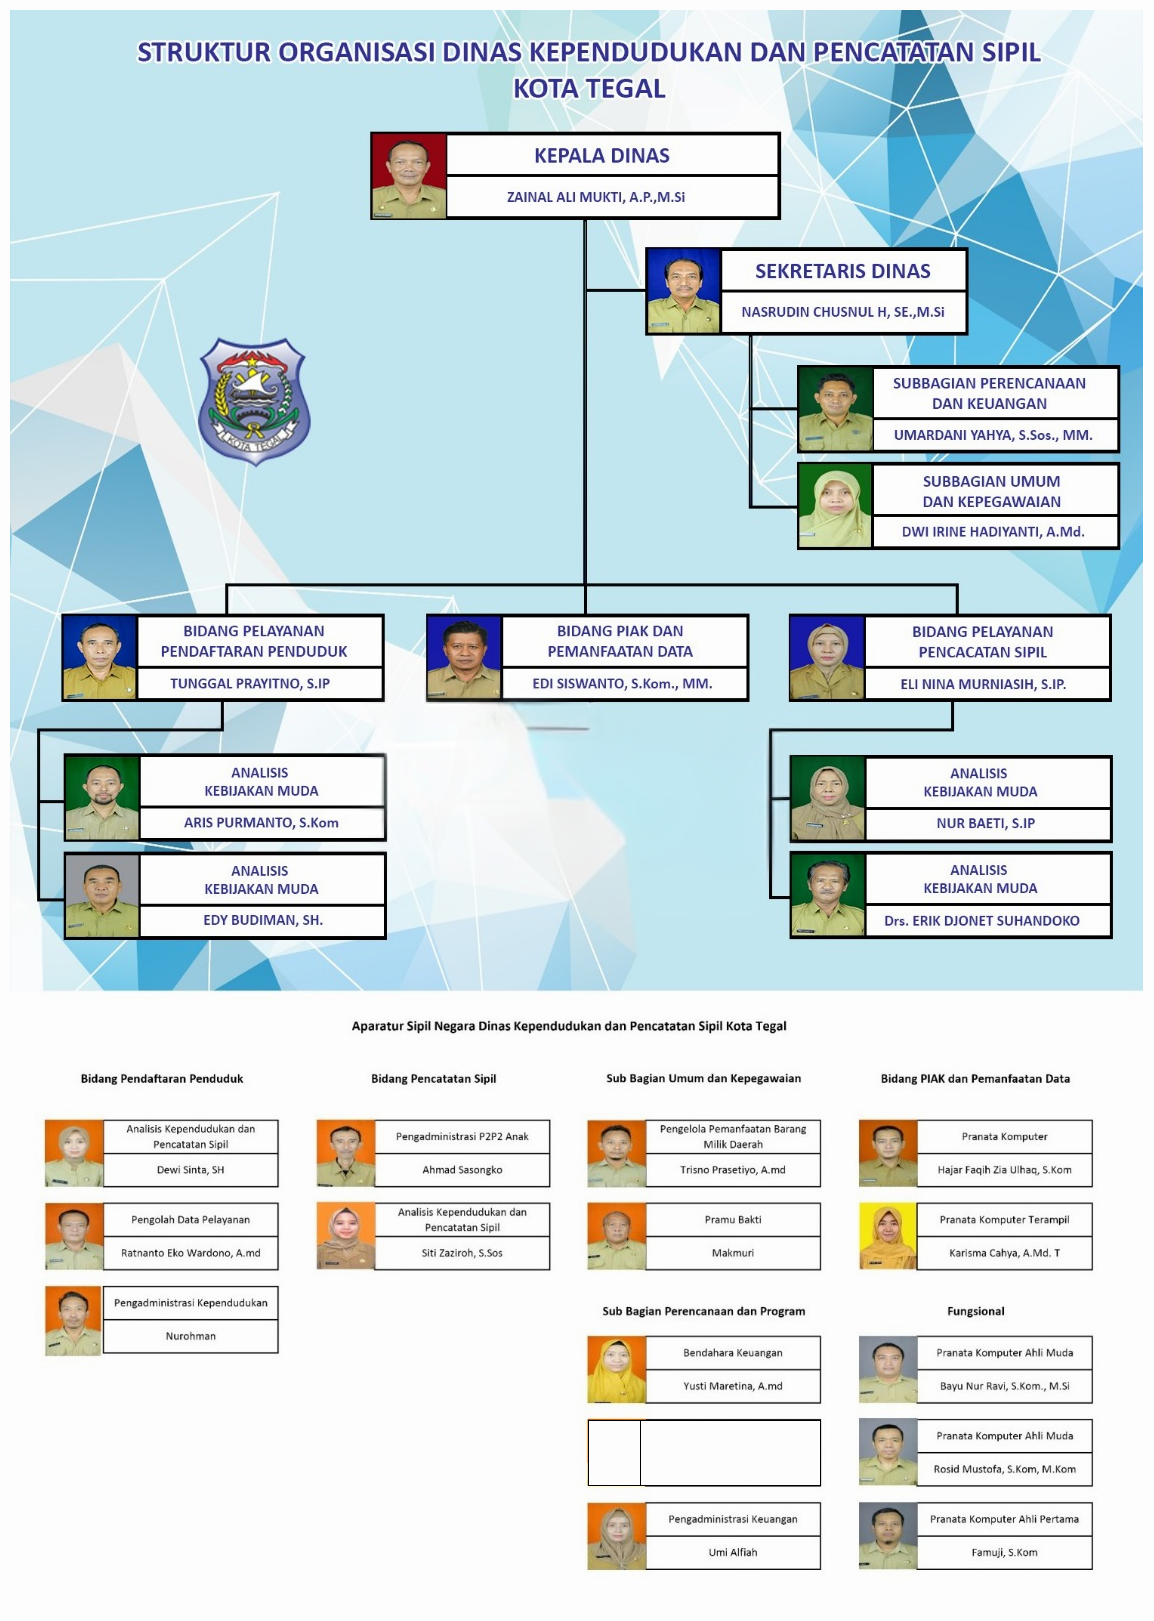 STRUKTUR ORGANISASI DINAS KEPENDUDUKAN DAN PENCATATAN SIPIL
KOTA TEGAL
KEPALA DINAS
ZAINAL ALI MUKTI, A.P.,M.Si
SEKRETARIS DINAS
NASRUDIN CHUSNUL H, SE.,M.Si
KOTA TEGAL
SUBBAGIAN PERENCANAAN
DAN KEUANGAN
UMARDANI YAHYA, S.Sos., MM.
SUBBAGIAN UMUM
DAN KEPEGAWAIAN
DWI IRINE HADIYANTI, A.Md.
BIDANG PELAYANAN
PENDAFTARAN PENDUDUK
TUNGGAL PRAYITNO, S.IP
BIDANG PIAK DAN
PEMANFAATAN DATA
EDI SISWANTO, S.Kom., MM.
BIDANG PELAYANAN
PENCACATAN SIPIL
ELI NINA MURNIASIH, S.IP.
ANALISIS
KEBIJAKAN MUDA
ARIS PURMANTO, S.Kom
ANALISIS
KEBIJAKAN MUDA
EDY BUDIMAN, SH.
ANALISIS
KEBIJAKAN MUDA
NUR BAETI, S.IP
ANALISIS
KEBIJAKAN MUDA
Drs. ERIK DJONET SUHANDOKO
Aparatur Sipil Negara Dinas Kependudukan dan Pencatatan Sipil Kota Tegal
Bidang Pendaftaran Penduduk
Analisis Kependudukan dan
Pencatatan Sipil
Dewi Sinta, SH
Pengolah Data Pelayanan
Ratnanto Eko Wardono, A.md
Pengadministrasi Kependudukan
Nurohman
Bidang Pencatatan Sipil
Pengadministrasi P2P2 Anak
Ahmad Sasongko
Analisis Kependudukan dan
Pencatatan Sipil
Siti Zaziroh, S.Sos
Sub Bagian Umum dan Kepegawaian
Pengelola Pemanfaatan Barang
Milik Daerah
Trisno Prasetiyo, A.md
Pramu Bakti
Makmuri
Sub Bagian Perencanaan dan Program
Bendahara Keuangan
Yusti Maretina, A.md
Pengadministrasi Keuangan
Umi Alfiah
Bidang PIAK dan Pemanfaatan Data
Pranata Komputer
Hajar Faqih Zia Ulhaq, S.Kom
Pranata Komputer Terampil
Karisma Cahya, A.Md. T
Fungsional
Pranata Komputer Ahli Muda
Bayu Nur Ravi, S.Kom., M.Si
Pranata Komputer Ahli Muda
Rosid Mustofa, S.Kom, M.Kom
Pranata Komputer Ahli Pertama
Famuji, S.Kom